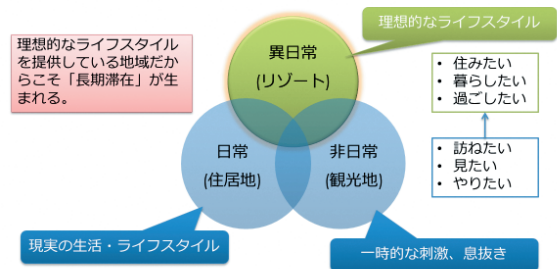 理想的なライフスタイル
理想的なライフスタイル
を提供している地域だか
らこそ「長期滞在」が生
まれる。
異日常
(リゾート)
• 住みたい
• 暮らしたい
• 過ごしたい
日常
(住居地)
非日常
(観光地)
• 訪ねたい
• 見たい
• やりたい
現実の生活・ライフスタイル
一時的な刺激、息抜き